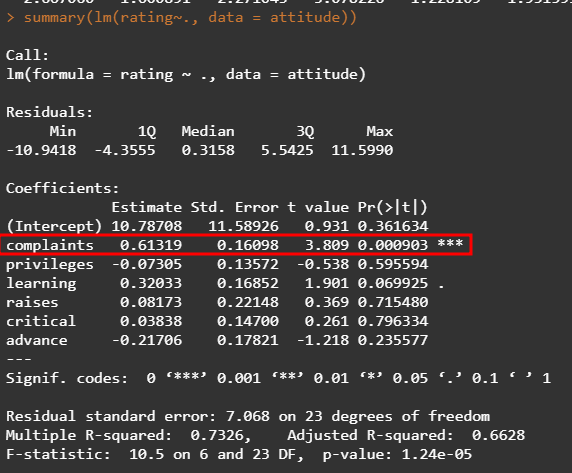 > summary(lm(rating~., data = attitude))
Call:
lm(formula = rating ~ ., data = attitude)
Residuals:
Min 1Q Median 3Q Max
-10.9418 -4.3555 0.3158 5.5425 11.5990
Coefficients:
Estimate Std. Error t value Pr(>|t|)
(Intercept) 10.78708 11.58926 0.931 0.361634
complaints 0.61319 0.16098 3.809 0.000903 ***
privileges -0.07305 0.13572 -0.538 0.595594
learning 0.32033 0.16852 1.901 0.069925 .
raises 0.08173 0.22148 0.369 0.715480
critical 0.03838 0.14700 0.261 0.796334
advance -0.21706 0.17821 -1.218 0.235577
---
Signif. codes: 0 ‘***’ 0.001 ‘**’ 0.01 ‘*’ 0.05 ‘.’ 0.1 ‘ ’ 1
Residual standard error: 7.068 on 23 degrees of freedom
Multiple R-squared: 0.7326, Adjusted R-squared: 0.6628
F-statistic: 10.5 on 6 and 23 DF, p-value: 1.24e-05